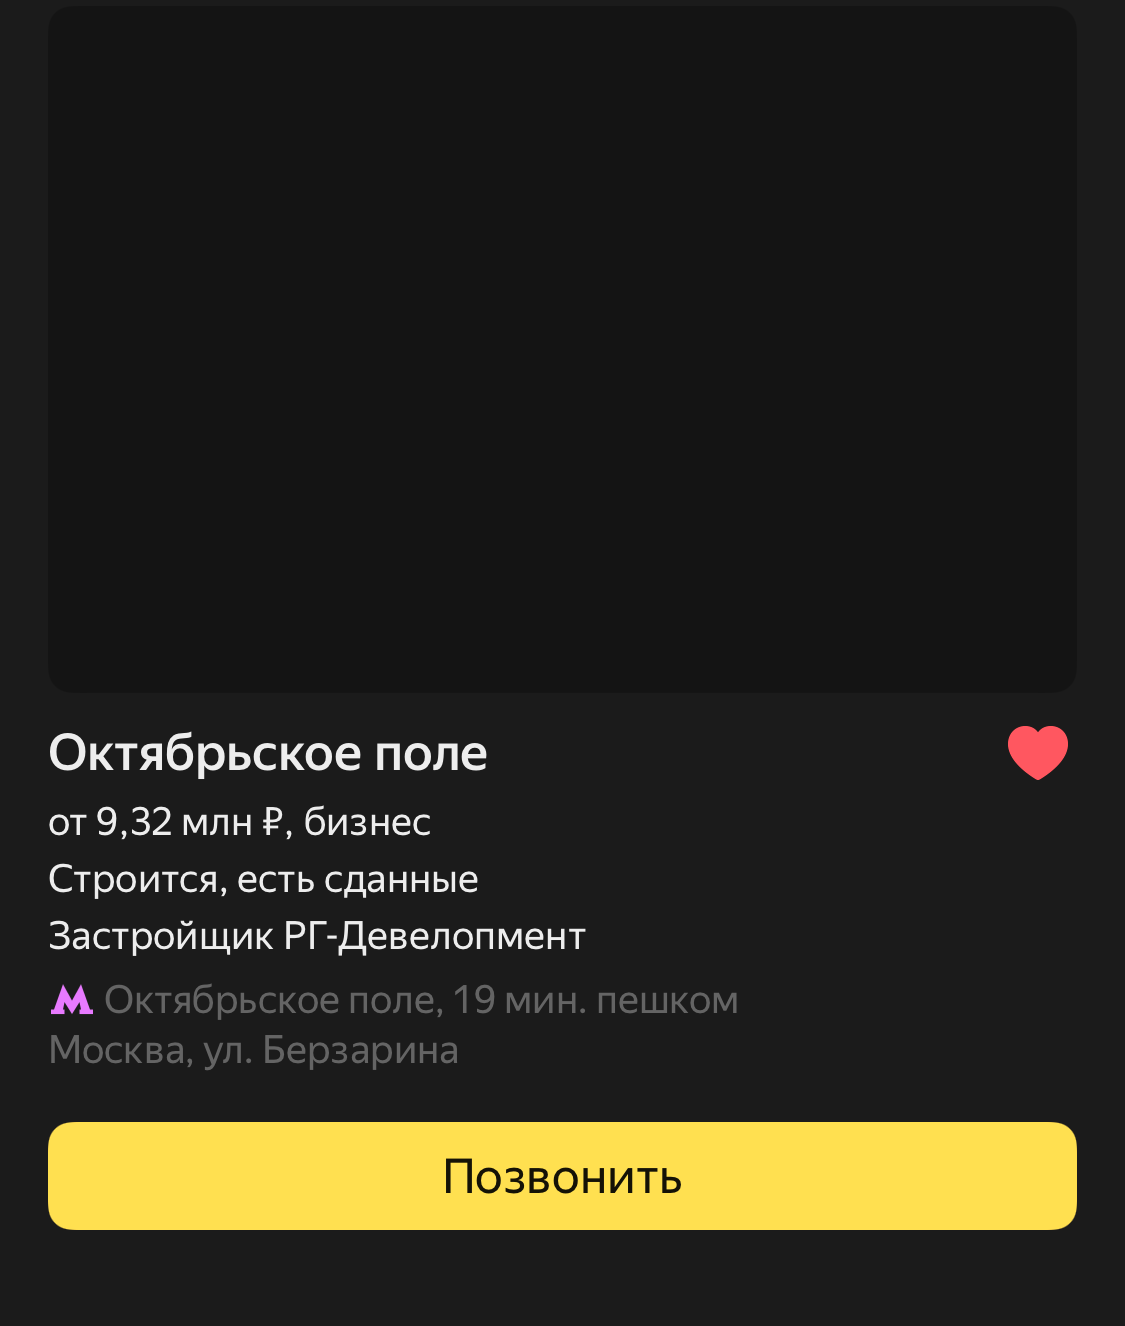 Октябрьское поле
от 9,32 млн ₽, бизнес
Строится, есть сданные
Застройщик РГ-Девелопмент
Октябрьское поле, 19 мин. пешком
Москва, ул. Берзарина
Позвонить